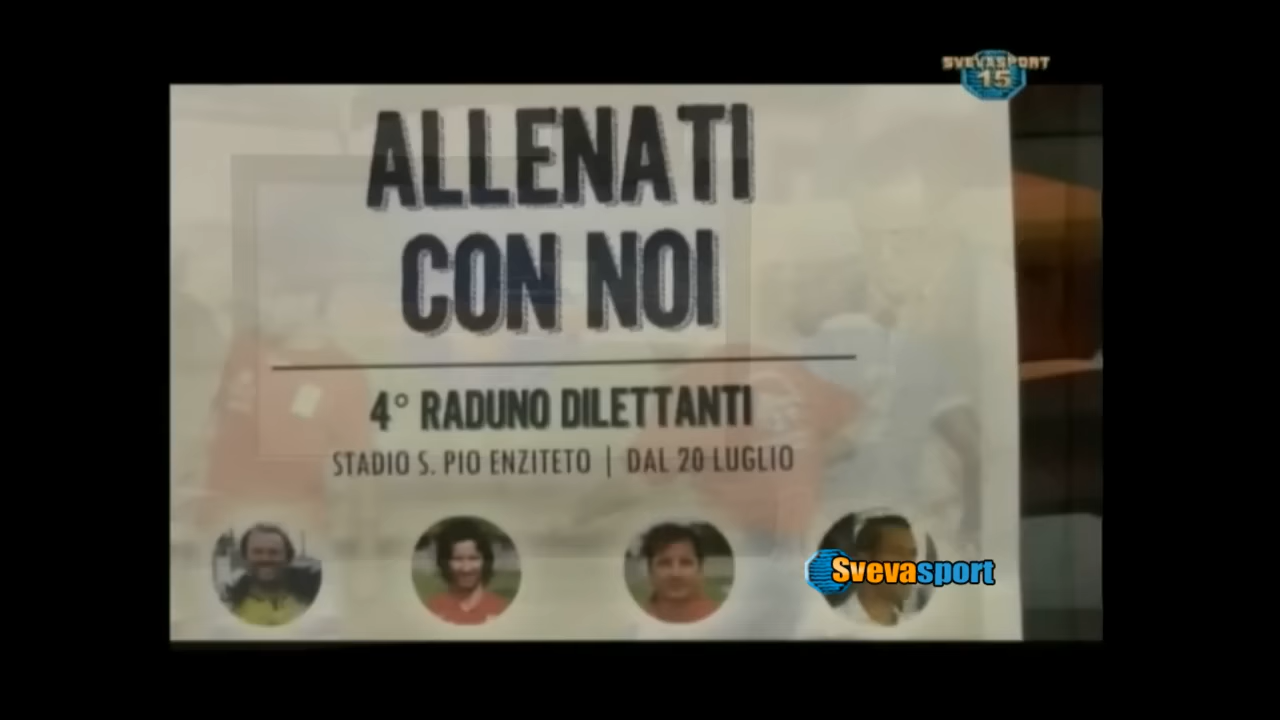 SVEVASPORT
15
ALLENATI
CON NOI
4° RADUNO DILETTANTI
STADIO S. PIO ENZITETO | DAL 20 LUGLIO
Svevasport